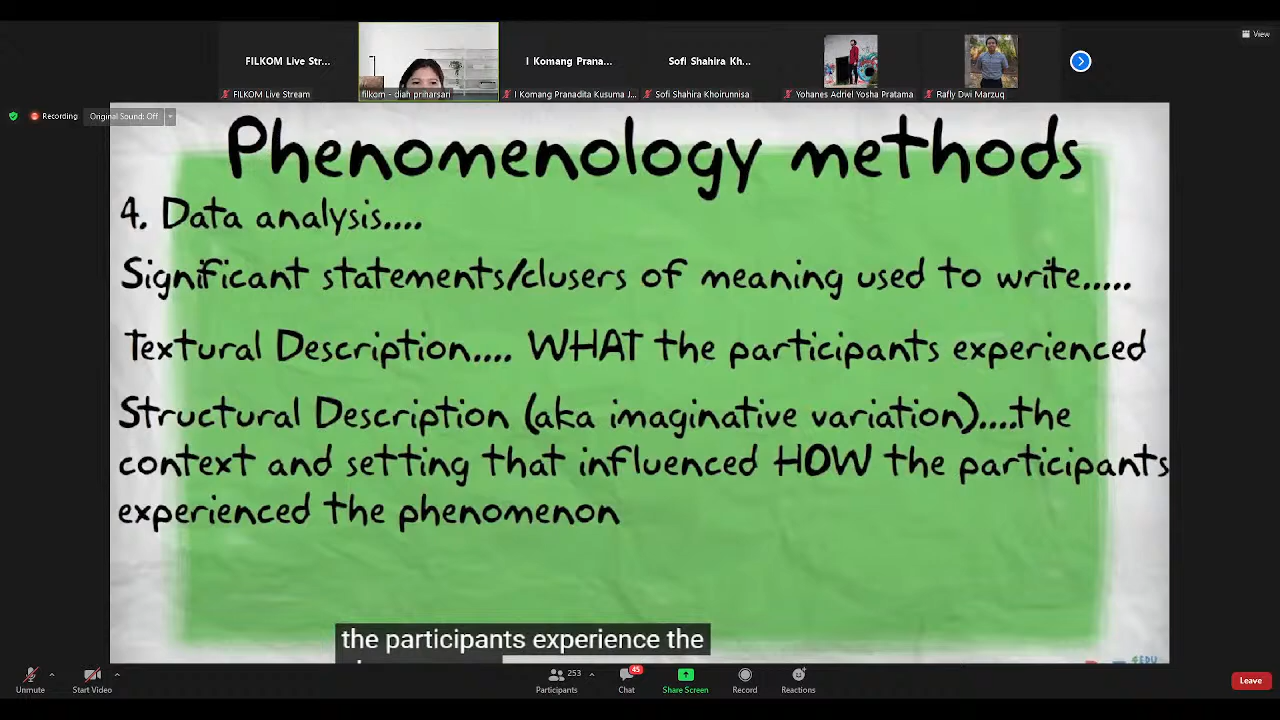 View
FILKOM Live Str...
I Komang Prana...
Sofi Shahira Kh...
FILKOM Live Stream
filkom - diah priharsari
I Komang Pranadita Kusuma J...
Sofi Shahira Khoirunnisa
Yohanes Adriel Yosha Pratama
Rafly Dwi Marzuq
Recording
Original Sound: Off
Phenomenology methods
4. Data analysis....
Significant statements/clusers of meaning used to write.....
Textural Description.... WHAT the participants experienced
Structural Description (aka imaginative variation)....the
context and setting that influenced HOW the participants
experienced the phenomenon
the participants experience the
4EDU
253
45
Unmute
Start Video
Participants
Chat
Share Screen
Record
Reactions
Leave